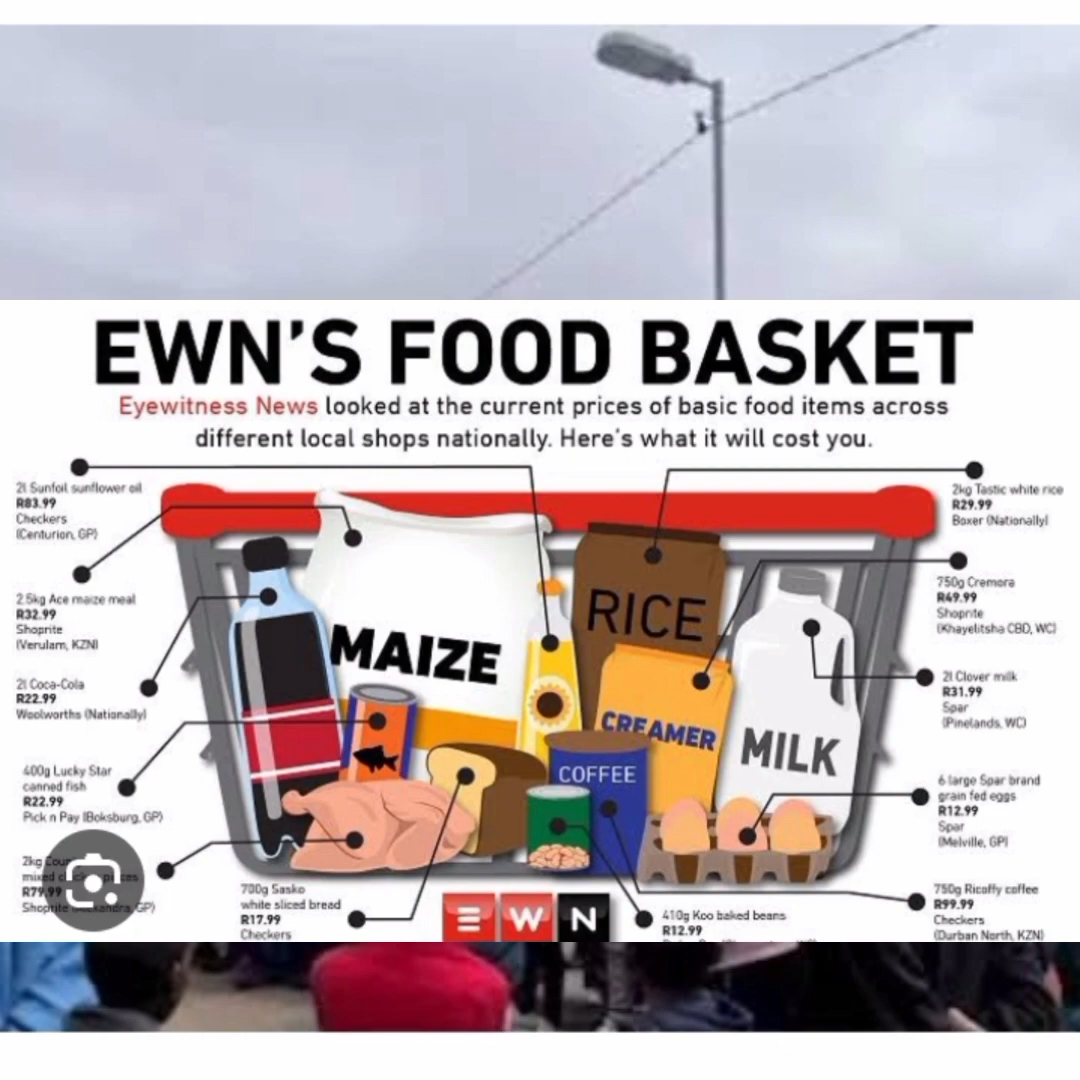 EWN'S FOOD BASKET
Eyewitness News looked at the current prices of basic food items across
different local shops nationally. Here's what it will cost you.
2l Sunfoil sunflower oil
R83.99
Checkers
(Centurion, GP)
2.5kg Ace maize meal
R32.99
Shoprite
(Verulam, KZN)
2l Coca-Cola
R22.99
Woolworths (Nationally)
400g Lucky Star
canned fish
R22.99
Pick n Pay (Boksburg, GP)
2kg
mixed
R79.99
Shoprite GP)
700g Sasko
white sliced bread
R17.99
Checkers
MAIZE
RICE
CREAMER
COFFEE
MILK
EWN
410g Koo baked beans
R12.99
2kg Tastic white rice
R29.99
Boxer (Nationally)
750g Cremora
R49.99
Shoprite
(Khayelitsha CBD, WC)
2l Clover milk
R31.99
Spar
(Pinelands, WC)
6 large Spar brand
grain fed eggs
R12.99
Spar
(Melville, GP)
750g Ricoffy coffee
R99.99
Checkers
(Durban North, KZN)